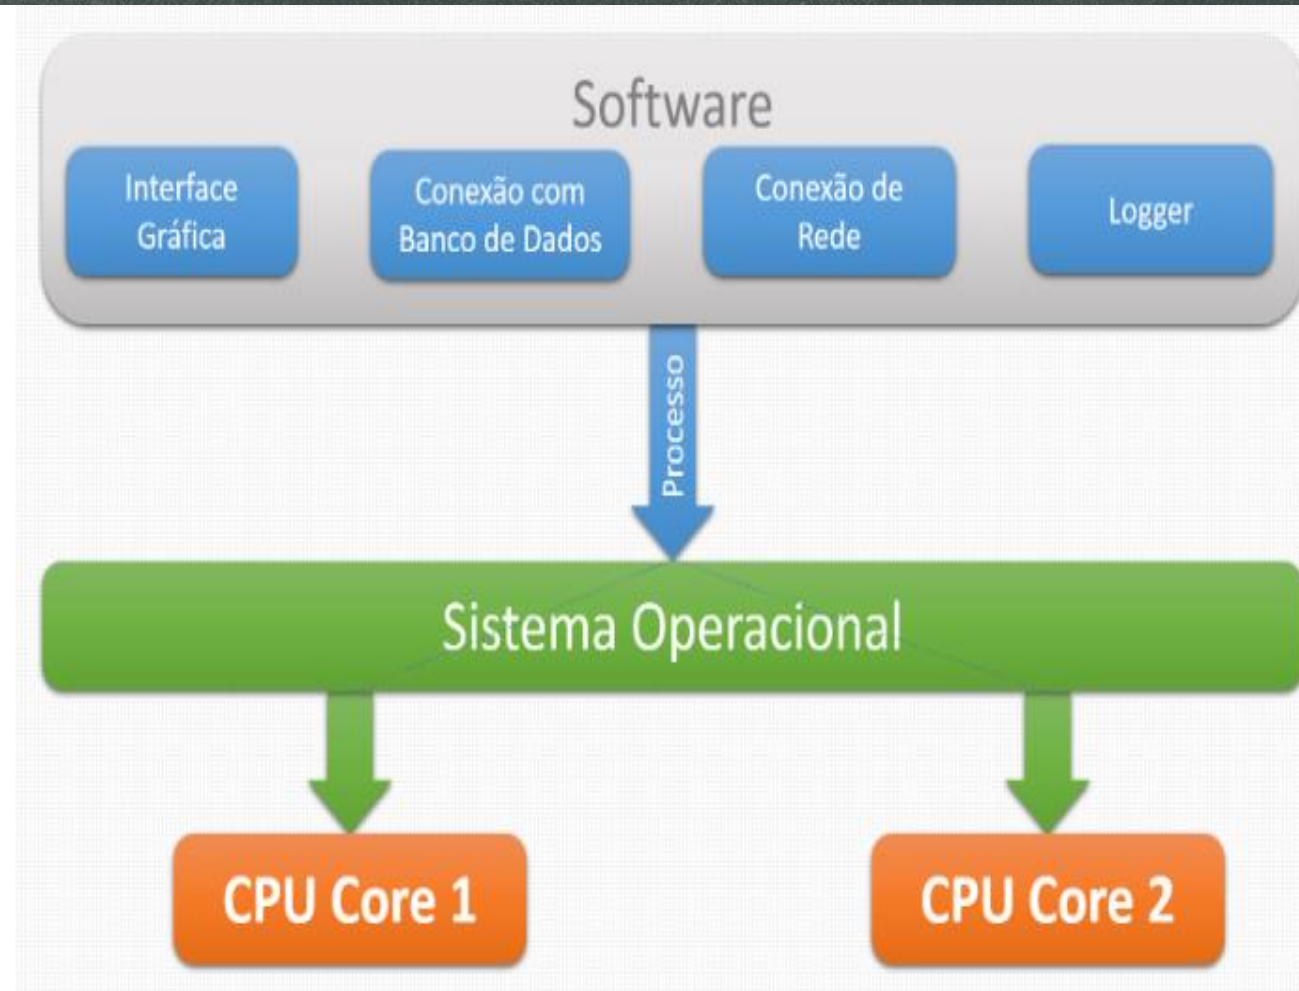 Software
Interface
Gráfica
Conexão com
Banco de Dados
Conexão de
Rede
Logger
Processo
Sistema Operacional
CPU Core 1
CPU Core 2